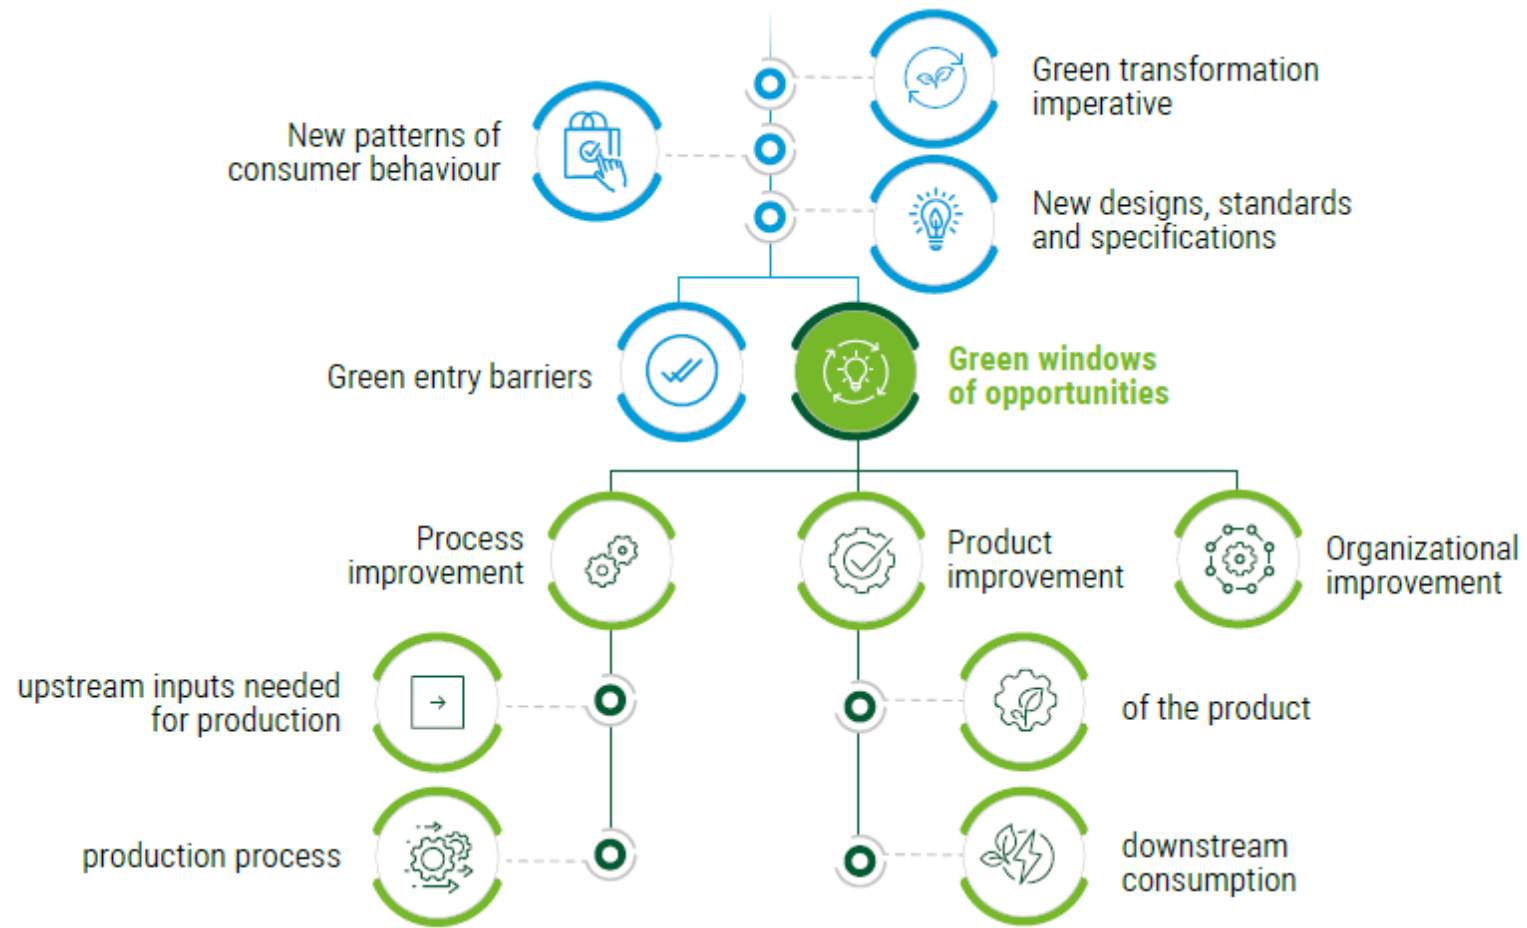 Green transformation
imperative
New patterns of
consumer behaviour
New designs, standards
and specifications
Green entry barriers
Green windows
of opportunities
Process
improvement
Product
improvement
Organizational
improvement
upstream inputs needed
for production
of the product
production process
downstream
consumption